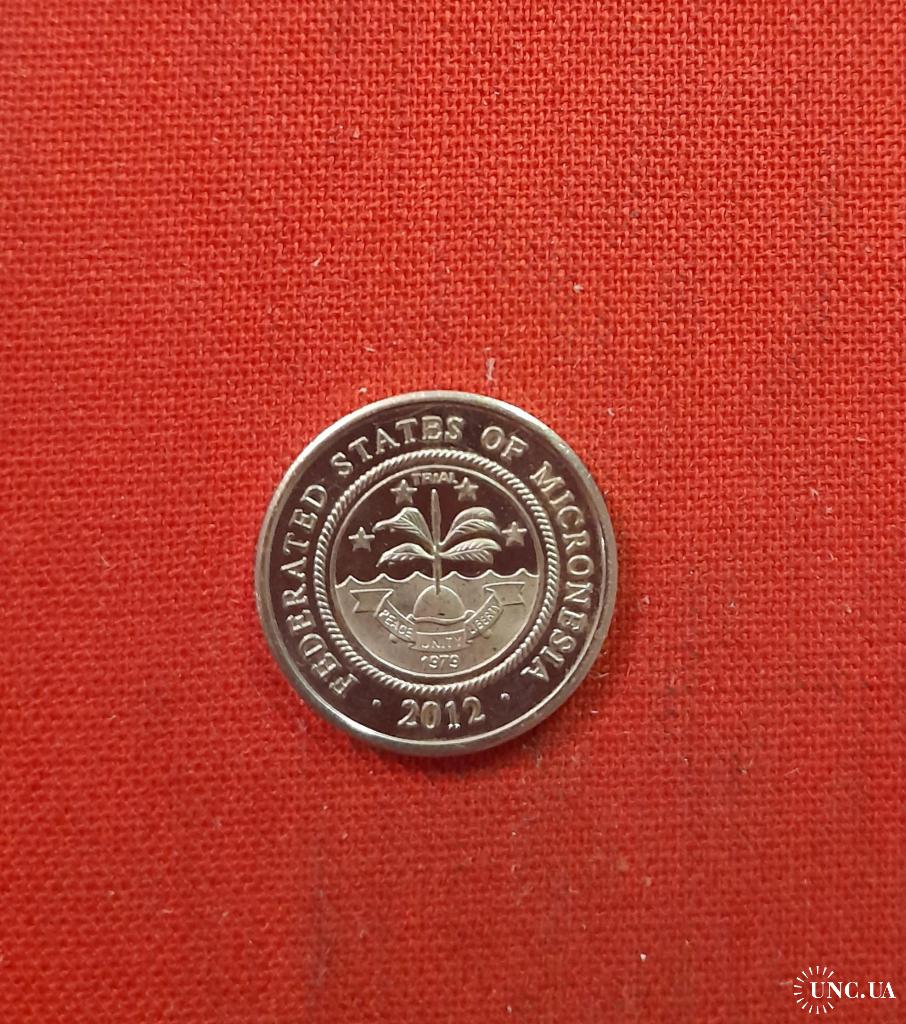 FEDERATED STATES OF MICRONESIA
TRIAL
PEACE UNITY LIBERTY
1979
· 2012 ·
UNC.UA